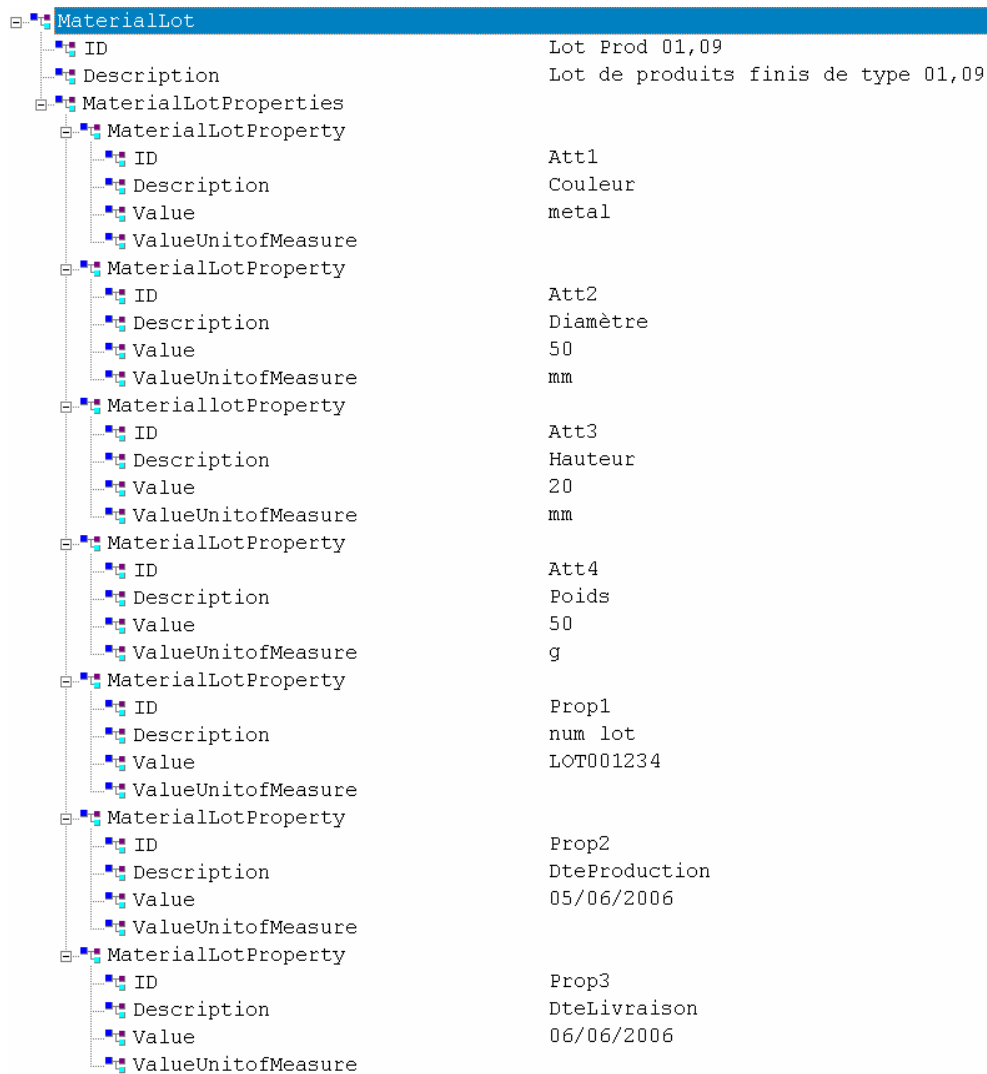 MaterialLot
ID Lot Prod 01,09
Description Lot de produits finis de type 01,09
MaterialLotProperties
MaterialLotProperty
ID Att1
Description Couleur
Value metal
ValueUnitofMeasure
MaterialLotProperty
ID Att2
Description Diamètre
Value 50
ValueUnitofMeasure mm
MateriallotProperty
ID Att3
Description Hauteur
Value 20
ValueUnitofMeasure mm
MaterialLotProperty
ID Att4
Description Poids
Value 50
ValueUnitofMeasure g
MaterialLotProperty
ID Prop1
Description num lot
Value LOT001234
ValueUnitofMeasure
MaterialLotProperty
ID Prop2
Description DteProduction
Value 05/06/2006
ValueUnitofMeasure
MaterialLotProperty
ID Prop3
Description DteLivraison
Value 06/06/2006
ValueUnitofMeasure